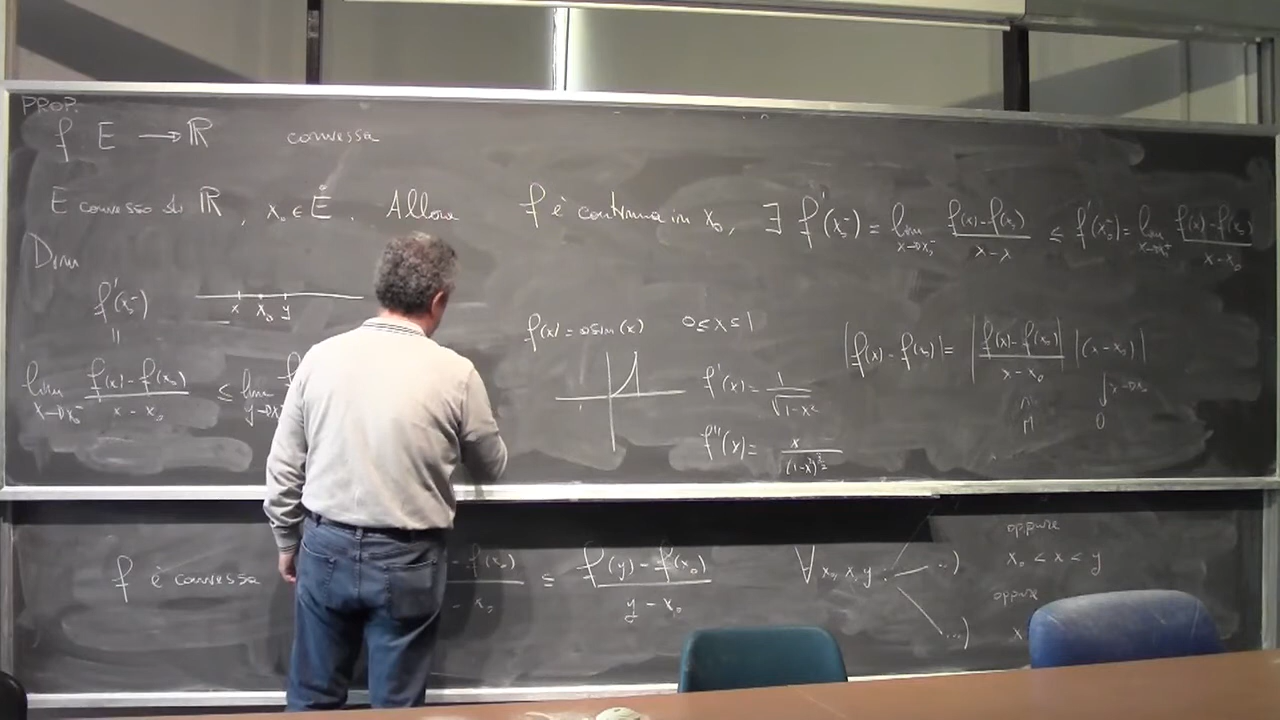 PROP.
f: E → ℝ convessa
E convesso di ℝ, x₀ ∈ E̊. Allora f è continua in x₀, ∃ f'(x₀⁻) = lim x→x₀⁻ (f(x)-f(x₀))/(x-x) ≤ f'(x₀⁺) = lim x→x₀⁺ (f(x)-f(x₀))/(x-x₀)
Dim
f'(x₀⁻)
x x₀ y
=
lim x→x₀⁻ (f(x)-f(x₀))/(x-x₀) ≤ lim
f(x) = asin(x) 0≤x≤1
f'(x) = 1/√(1-x²)
f''(x) = x/(1-x²)^(3/2)
|f(x)-f(x₀)| = |(f(x)-f(x₀))/(x-x₀)| |(x-x₀)|
x→x₀
M 0
f è convessa - f(x₀)/- x₀ ≤ (f(y)-f(x₀))/(y-x₀) ∀ x₀, x, y . ..)
...)
oppure
x₀ < x < y
oppure
x